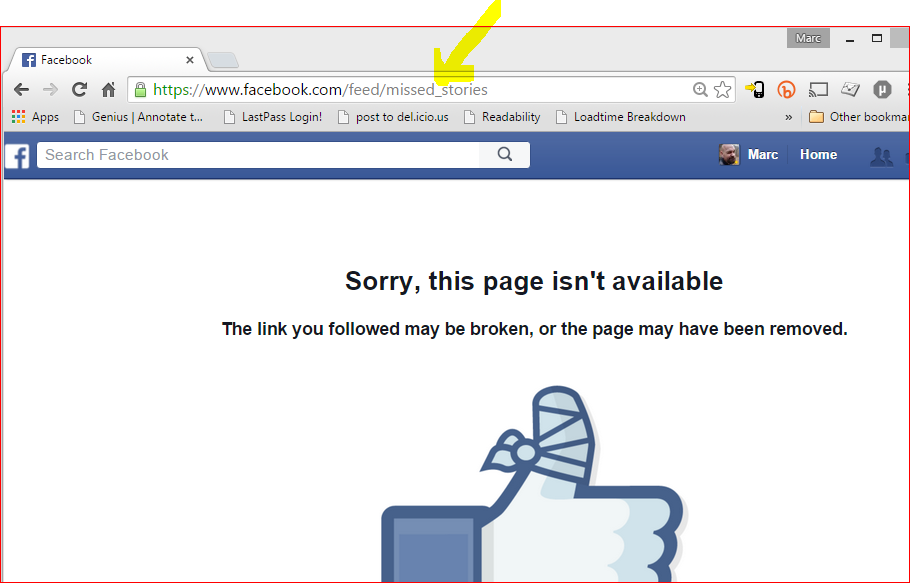 Marc
Facebook
https://www.facebook.com/feed/missed_stories
Apps Genius | Annotate t... LastPass Login! post to del.icio.us Readability Loadtime Breakdown » Other bookmar
f Search Facebook Marc Home
Sorry, this page isn't available
The link you followed may be broken, or the page may have been removed.